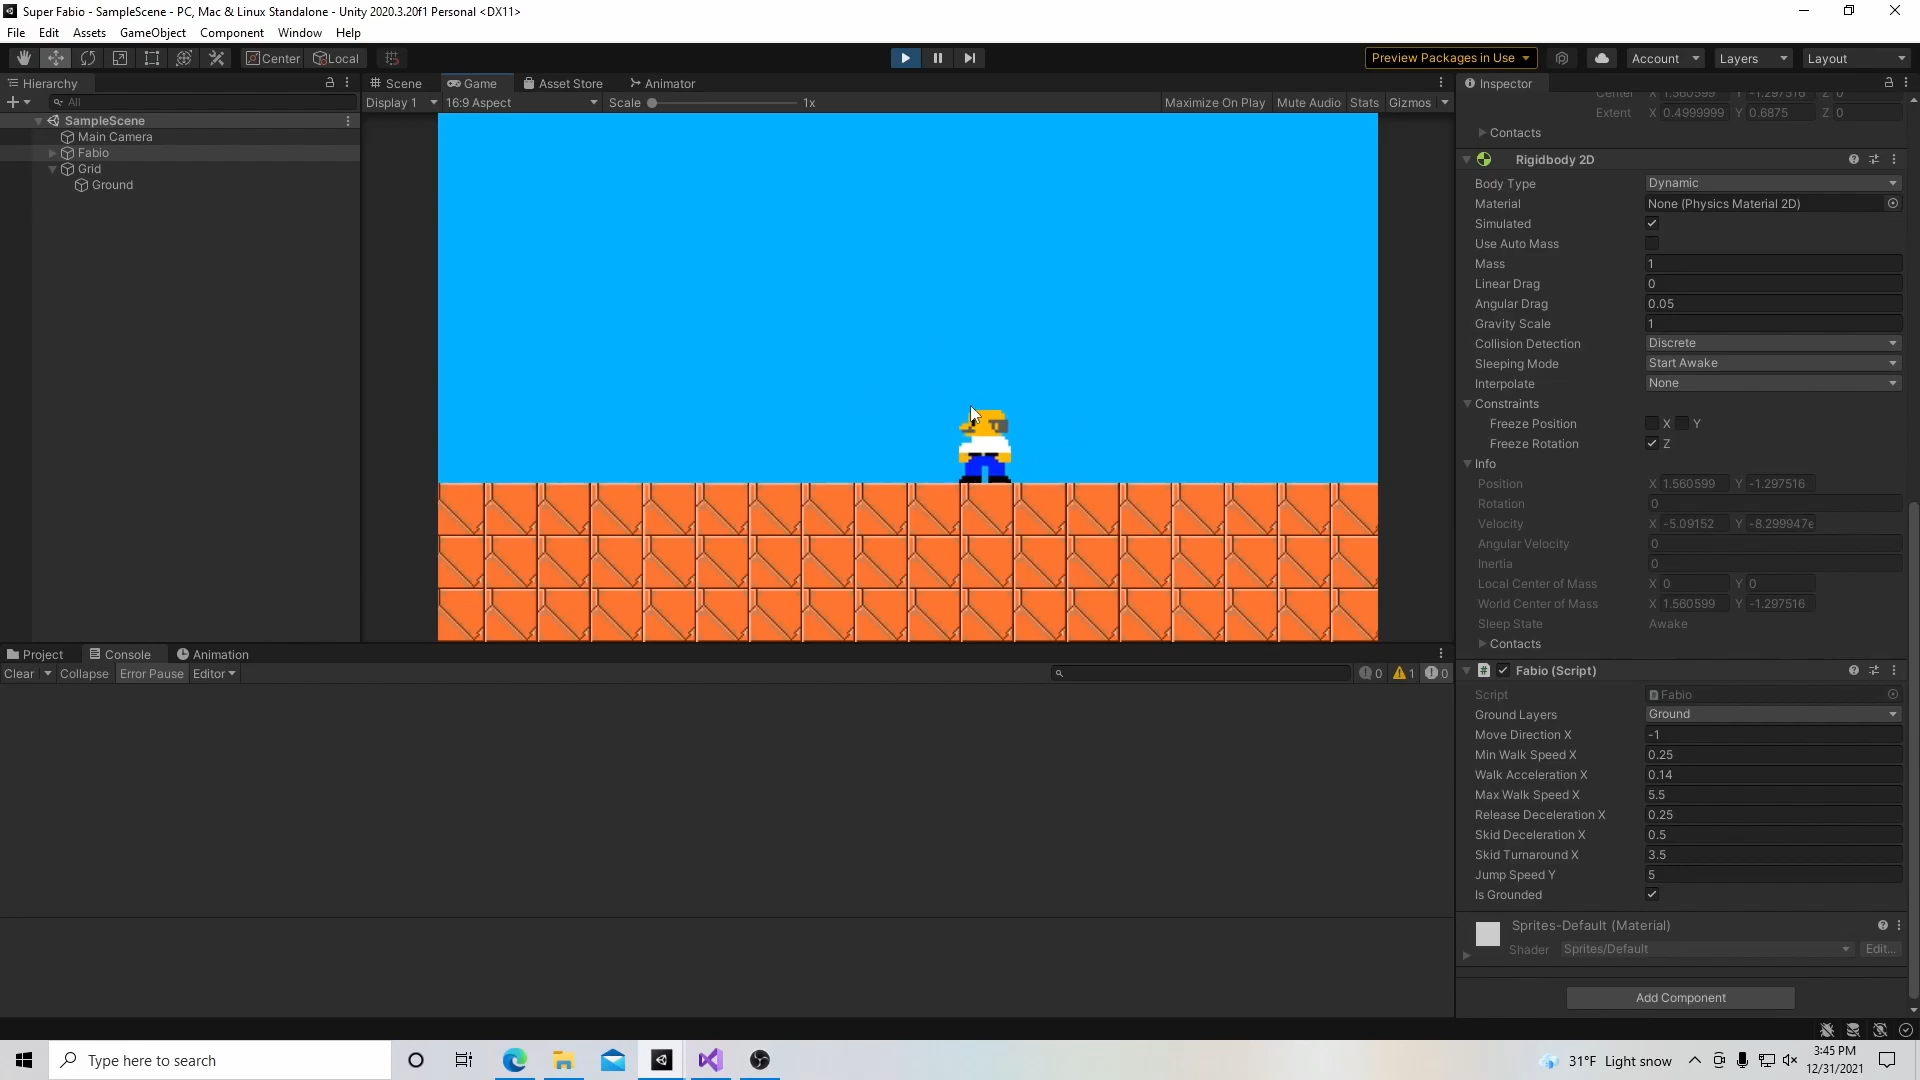 Super Fabio - SampleScene - PC, Mac & Linux Standalone - Unity 2020.3.20f1 Personal <DX11>
File Edit Assets GameObject Component Window Help
Center Local Preview Packages in Use Account Layers Layout
Hierarchy Scene Game Asset Store Animator Inspector
All Display 1 16:9 Aspect Scale 1x Maximize On Play Mute Audio Stats Gizmos
Center X 1.560599 Y -1.297516 Z 0
Extent X 0.4999999 Y 0.6875 Z 0
SampleScene
Main Camera
Fabio
Grid
Ground
Contacts
Rigidbody 2D
Body Type Dynamic
Material None (Physics Material 2D)
Simulated
Use Auto Mass
Mass 1
Linear Drag 0
Angular Drag 0.05
Gravity Scale 1
Collision Detection Discrete
Sleeping Mode Start Awake
Interpolate None
Constraints
Freeze Position X Y
Freeze Rotation Z
Info
Position X 1.560599 Y -1.297516
Rotation 0
Velocity X -5.09152 Y -8.299947e
Angular Velocity 0
Inertia 0
Local Center of Mass X 0 Y 0
World Center of Mass X 1.560599 Y -1.297516
Sleep State Awake
Contacts
Project Console Animation
Clear Collapse Error Pause Editor 0 1 0
Fabio (Script)
Script Fabio
Ground Layers Ground
Move Direction X -1
Min Walk Speed X 0.25
Walk Acceleration X 0.14
Max Walk Speed X 5.5
Release Deceleration X 0.25
Skid Deceleration X 0.5
Skid Turnaround X 3.5
Jump Speed Y 5
Is Grounded
Sprites-Default (Material)
Shader Sprites/Default Edit...
Add Component
Type here to search
31°F Light snow
3:45 PM
12/31/2021